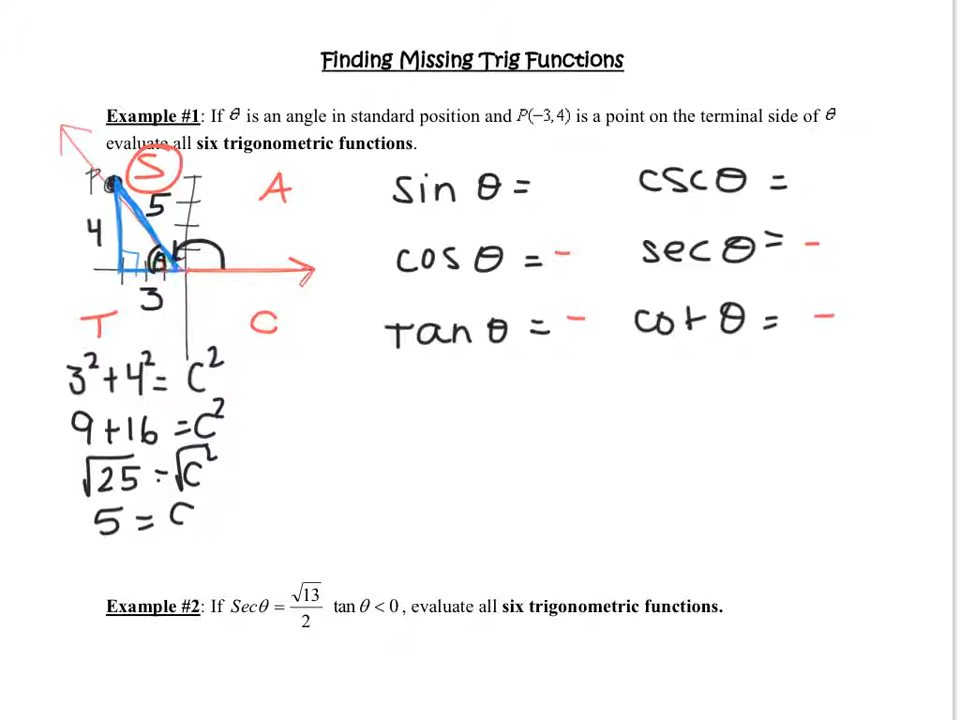 Finding Missing Trig Functions
Example #1: If θ is an angle in standard position and P(−3,4) is a point on the terminal side of θ
evaluate all six trigonometric functions.
P
S
A
5
4
θ
3
T
C
sin θ =
csc θ =
cos θ = -
sec θ = -
tan θ = -
cot θ = -
3² + 4² = C²
9 + 16 = C²
√25 = √C²
5 = C
Example #2: If Secθ = √13/2 tan θ < 0, evaluate all six trigonometric functions.